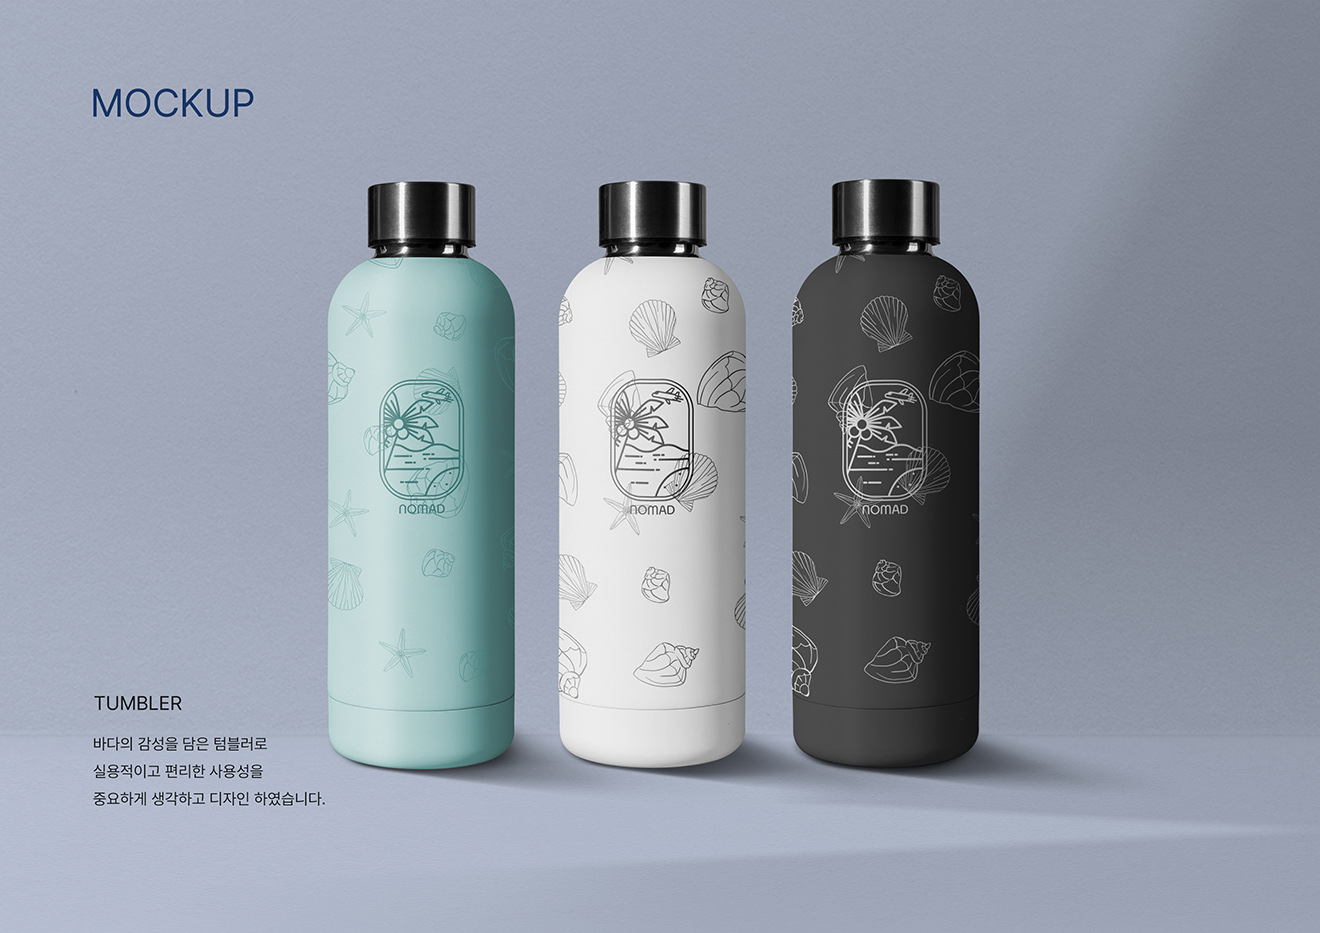 MOCKUP
NOMAD
NOMAD
NOMAD
TUMBLER
바다의 감성을 담은 텀블러로
실용적이고 편리한 사용성을
중요하게 생각하고 디자인 하였습니다.